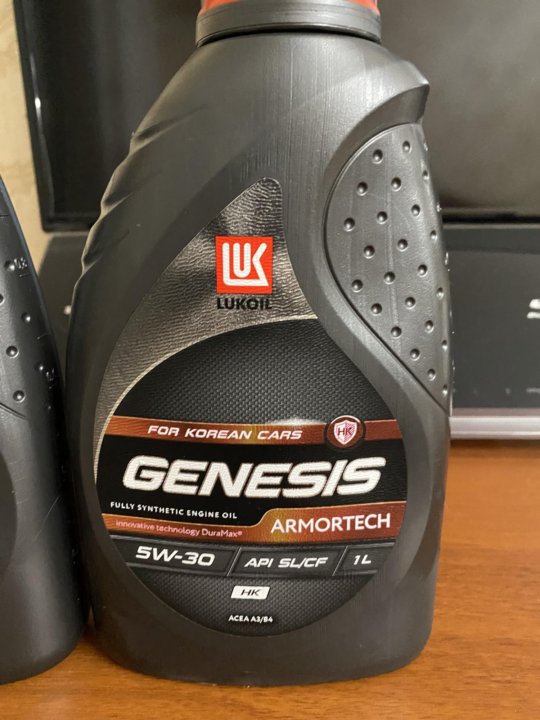 LUK
LUKOIL
FOR KOREAN CARS
HK
GENESIS
FULLY SYNTHETIC ENGINE OIL
innovative technology DuraMax®
ARMORTECH
5W-30
API SL/CF
1L
HK
ACEA A3/B4